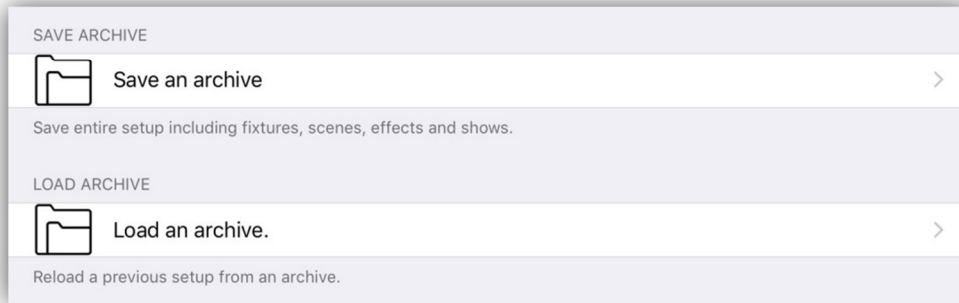 SAVE ARCHIVE
Save an archive
Save entire setup including fixtures, scenes, effects and shows.
LOAD ARCHIVE
Load an archive.
Reload a previous setup from an archive.